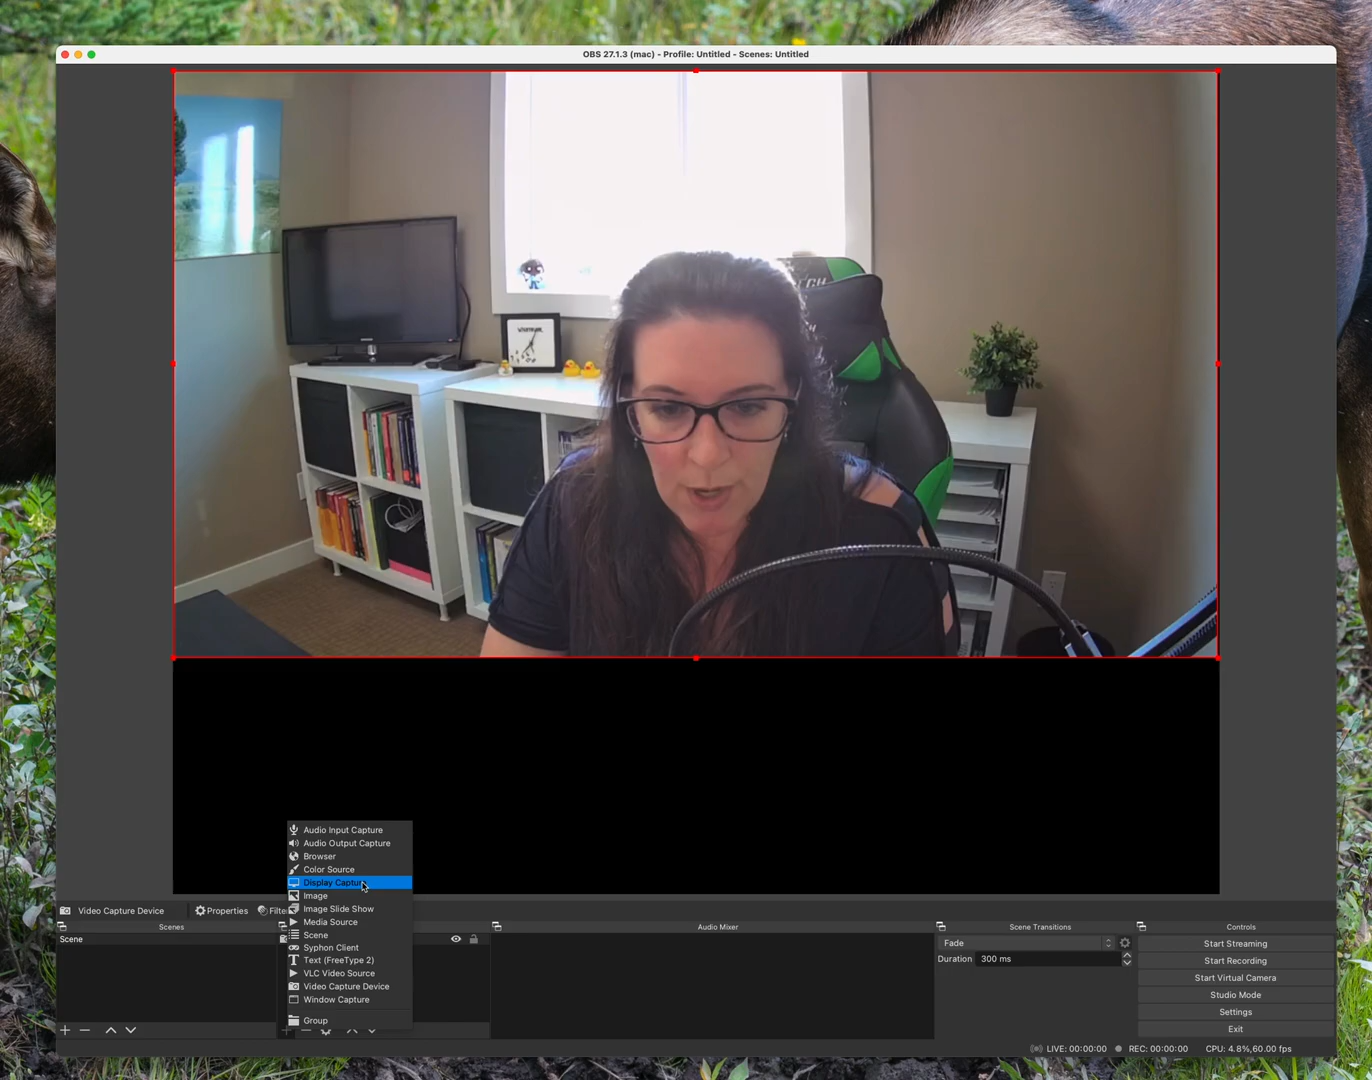 OBS 27.1.3 (mac) - Profile: Untitled - Scenes: Untitled
Audio Input Capture
Audio Output Capture
Browser
Color Source
Display Captu
Image
Image Slide Show
Media Source
Scene
Syphon Client
Text (FreeType 2)
VLC Video Source
Video Capture Device
Window Capture
Group
Video Capture Device
Properties
Filte
Scenes
Audio Mixer
Scene Transitions
Controls
Scene
Fade
Duration 300 ms
Start Streaming
Start Recording
Start Virtual Camera
Studio Mode
Settings
Exit
LIVE: 00:00:00
REC: 00:00:00
CPU: 4.8%,60.00 fps